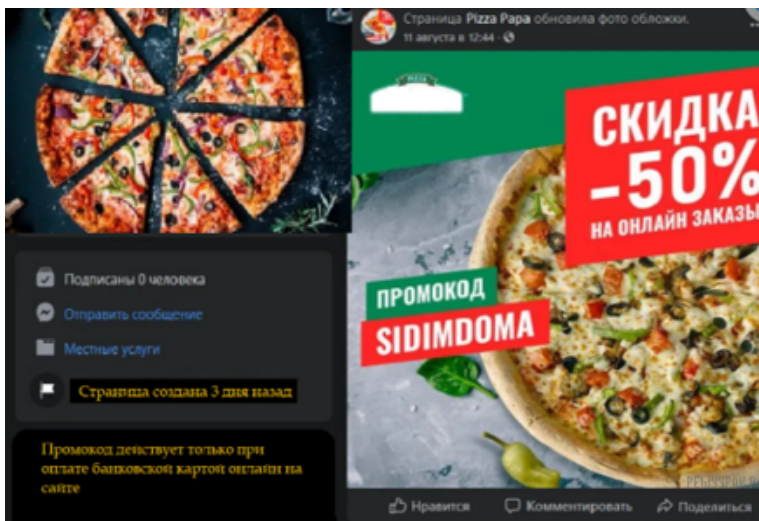 Страница Pizza Papa обновила фото обложки.
11 августа в 12:44
PIZZA
СКИДКА
-50%
НА ОНЛАЙН ЗАКАЗЫ
ПРОМОКОД
SIDIMDOMA
Подписаны 0 человека
Отправить сообщение
Местные услуги
Страница создана 3 дня назад
Промокод действует только при
оплате банковской картой онлайн на
сайте
Нравится
Комментировать
Поделиться